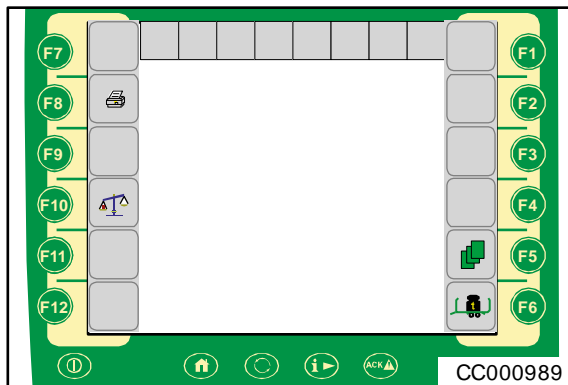 F7 F1
F8 F2
F9 F3
F10 F4
F11 F5
F12 t F6
i ACK
CC000989